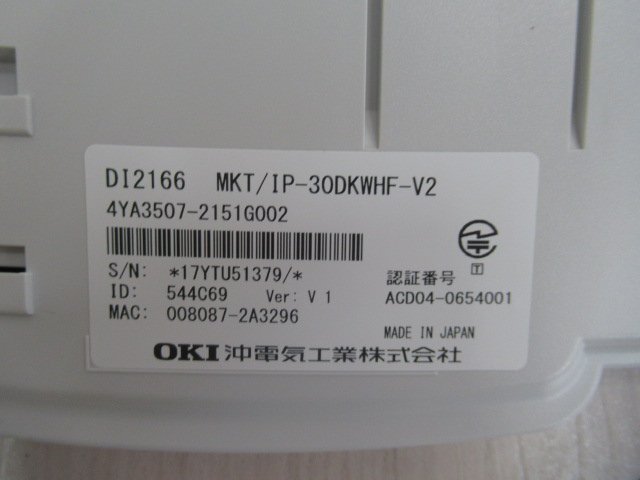 DI2166 MKT/IP-30DKWHF-V2
4YA3507-2151G002
S/N: *17YTU51379/*
ID: 544C69 Ver: V 1
MAC: 008087-2A3296
T
認証番号
ACD04-0654001
MADE IN JAPAN
OKI 沖電気工業株式会社